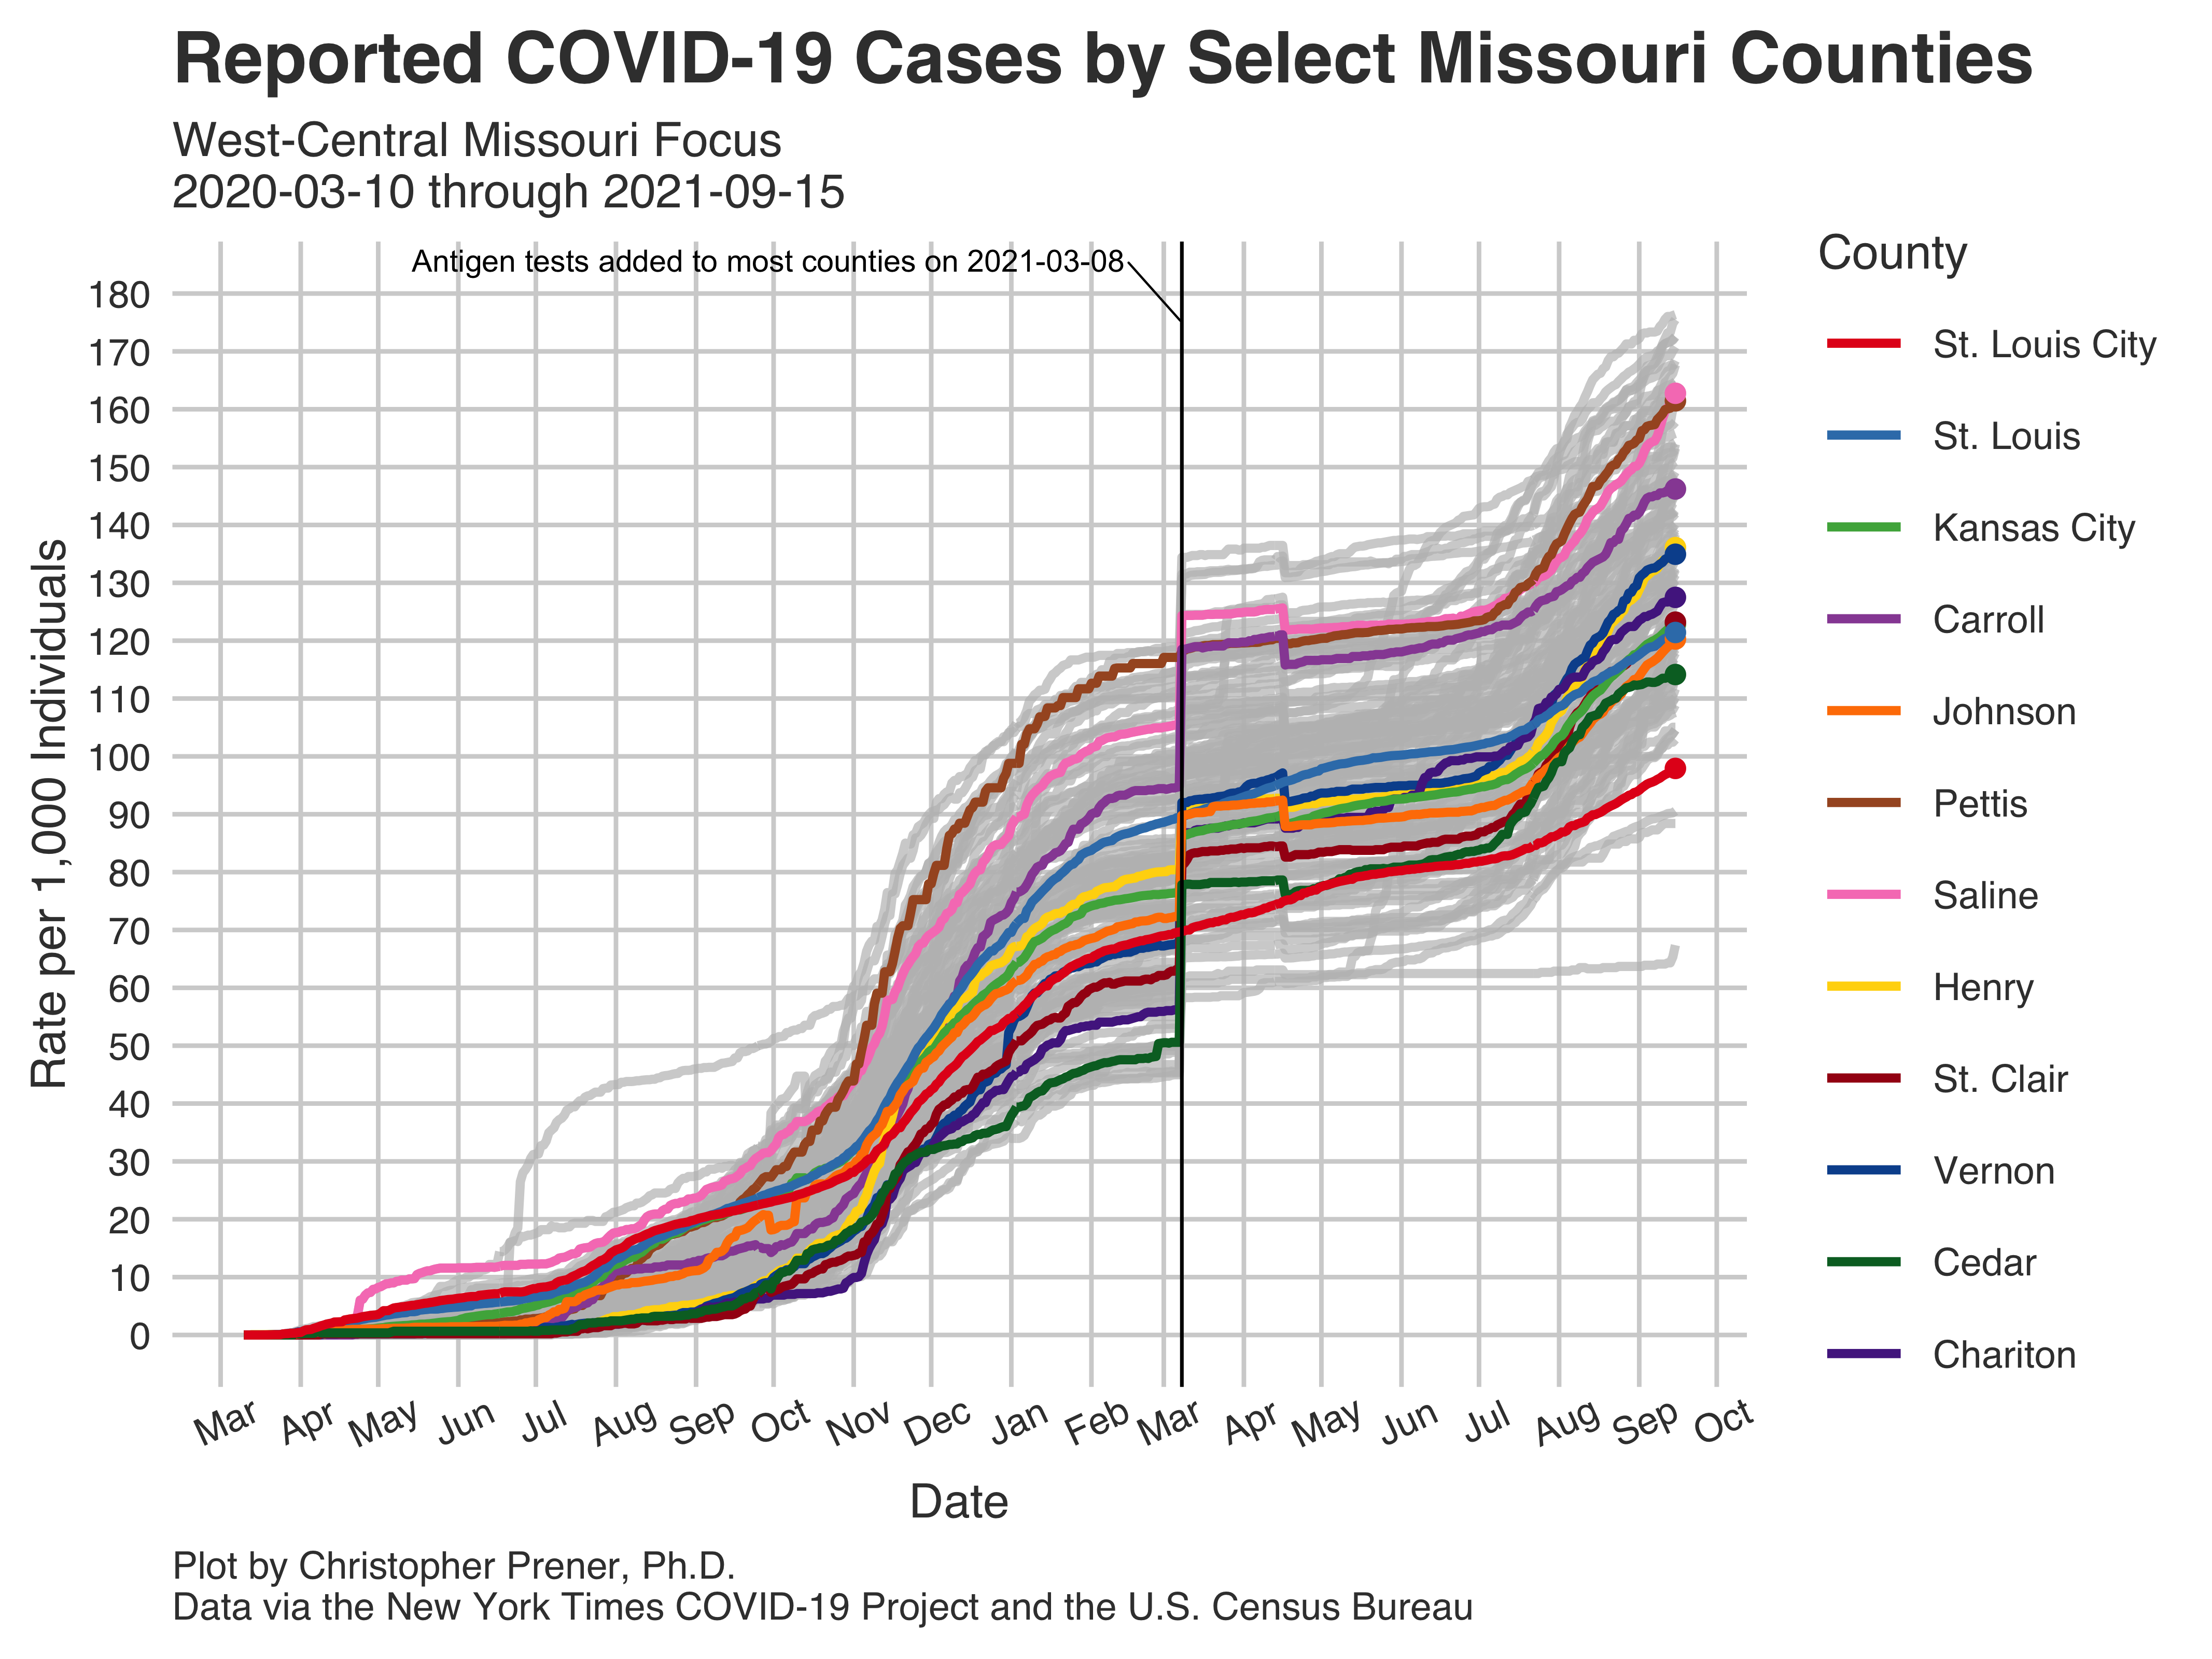 Reported COVID-19 Cases by Select Missouri Counties
West-Central Missouri Focus
2020-03-10 through 2021-09-15
Antigen tests added to most counties on 2021-03-08
Rate per 1,000 Individuals
180
170
160
150
140
130
120
110
100
90
80
70
60
50
40
30
20
10
0
Mar Apr May Jun Jul Aug Sep Oct Nov Dec Jan Feb Mar Apr May Jun Jul Aug Sep Oct
Date
County
St. Louis City
St. Louis
Kansas City
Carroll
Johnson
Pettis
Saline
Henry
St. Clair
Vernon
Cedar
Chariton
Plot by Christopher Prener, Ph.D.
Data via the New York Times COVID-19 Project and the U.S. Census Bureau